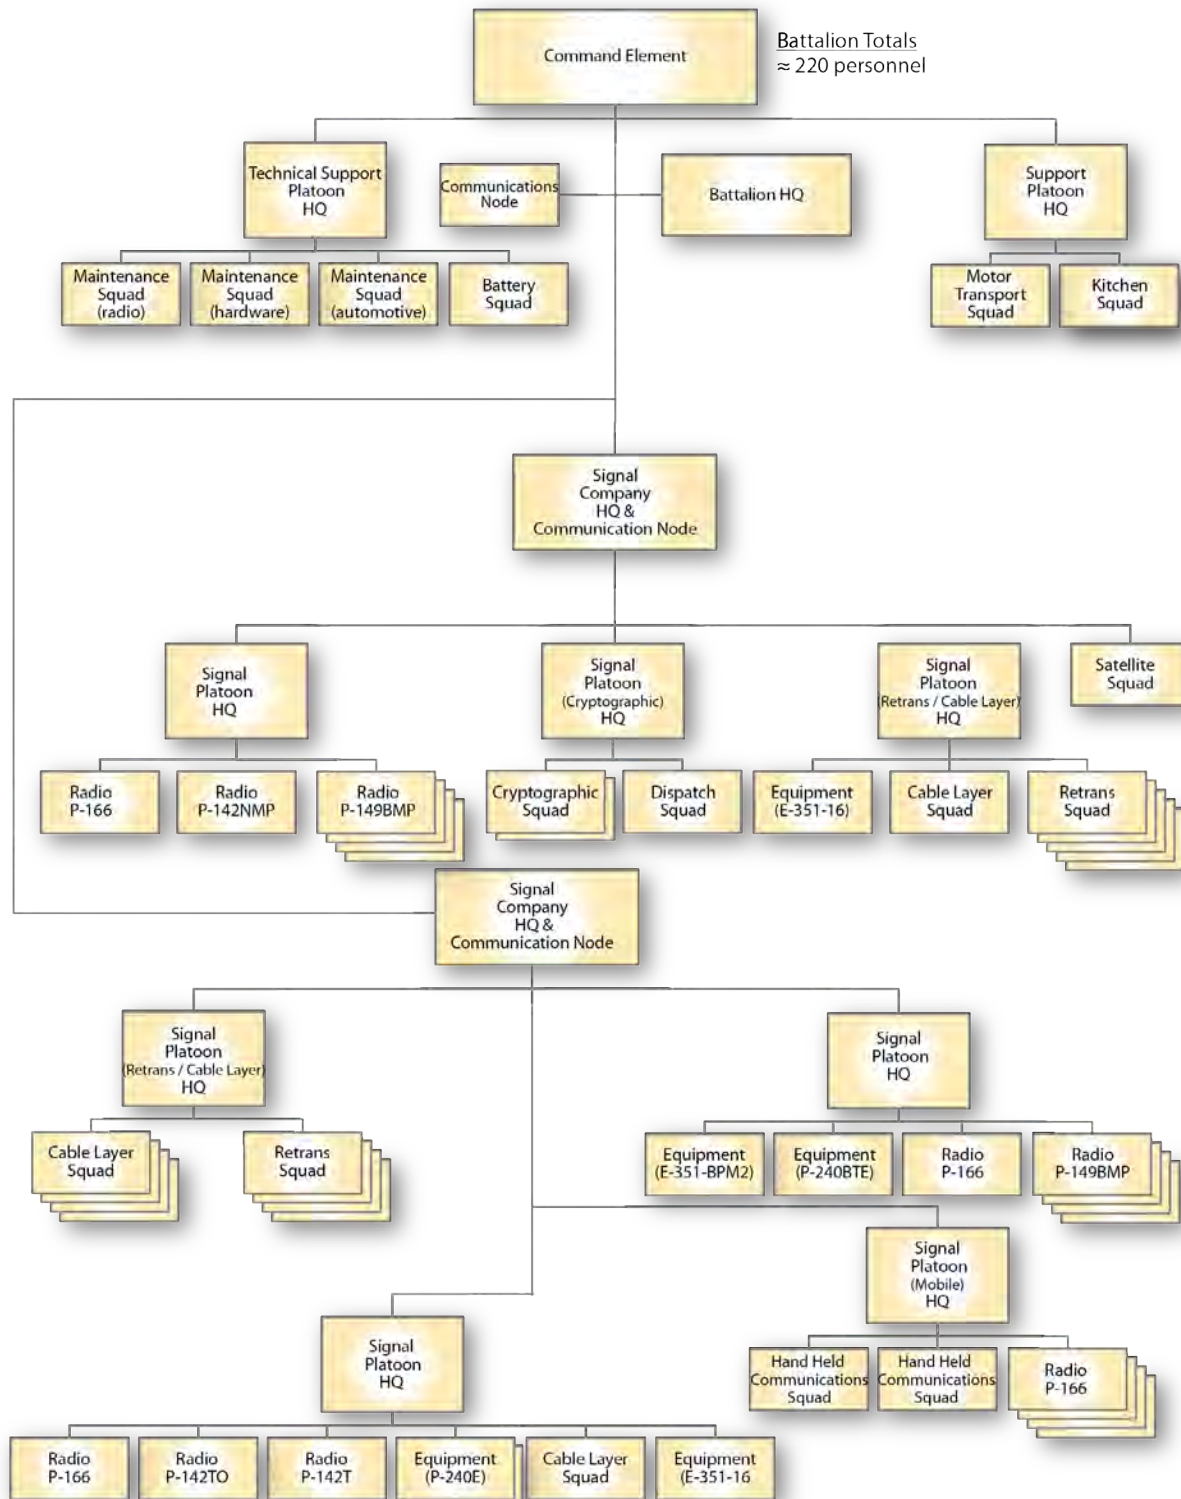 Command Element
Battalion Totals
≈ 220 personnel
Technical Support
Platoon
HQ
Communications
Node
Battalion HQ
Support
Platoon
HQ
Maintenance
Squad
(radio)
Maintenance
Squad
(hardware)
Maintenance
Squad
(automotive)
Battery
Squad
Motor
Transport
Squad
Kitchen
Squad
Signal
Company
HQ &
Communication Node
Signal
Platoon
HQ
Signal
Platoon
(Cryptographic)
HQ
Signal
Platoon
(Retrans / Cable Layer)
HQ
Satellite
Squad
Radio
P-166
Radio
P-142NMP
Radio
P-149BMP
Cryptographic
Squad
Dispatch
Squad
Equipment
(E-351-16)
Cable Layer
Squad
Retrans
Squad
Signal
Company
HQ &
Communication Node
Signal
Platoon
(Retrans / Cable Layer)
HQ
Signal
Platoon
HQ
Cable Layer
Squad
Retrans
Squad
Equipment
(E-351-BPM2)
Equipment
(P-240BTE)
Radio
P-166
Radio
P-149BMP
Signal
Platoon
(Mobile)
HQ
Signal
Platoon
HQ
Hand Held
Communications
Squad
Hand Held
Communications
Squad
Radio
P-166
Radio
P-166
Radio
P-142TO
Radio
P-142T
Equipment
(P-240E)
Cable Layer
Squad
Equipment
(E-351-16